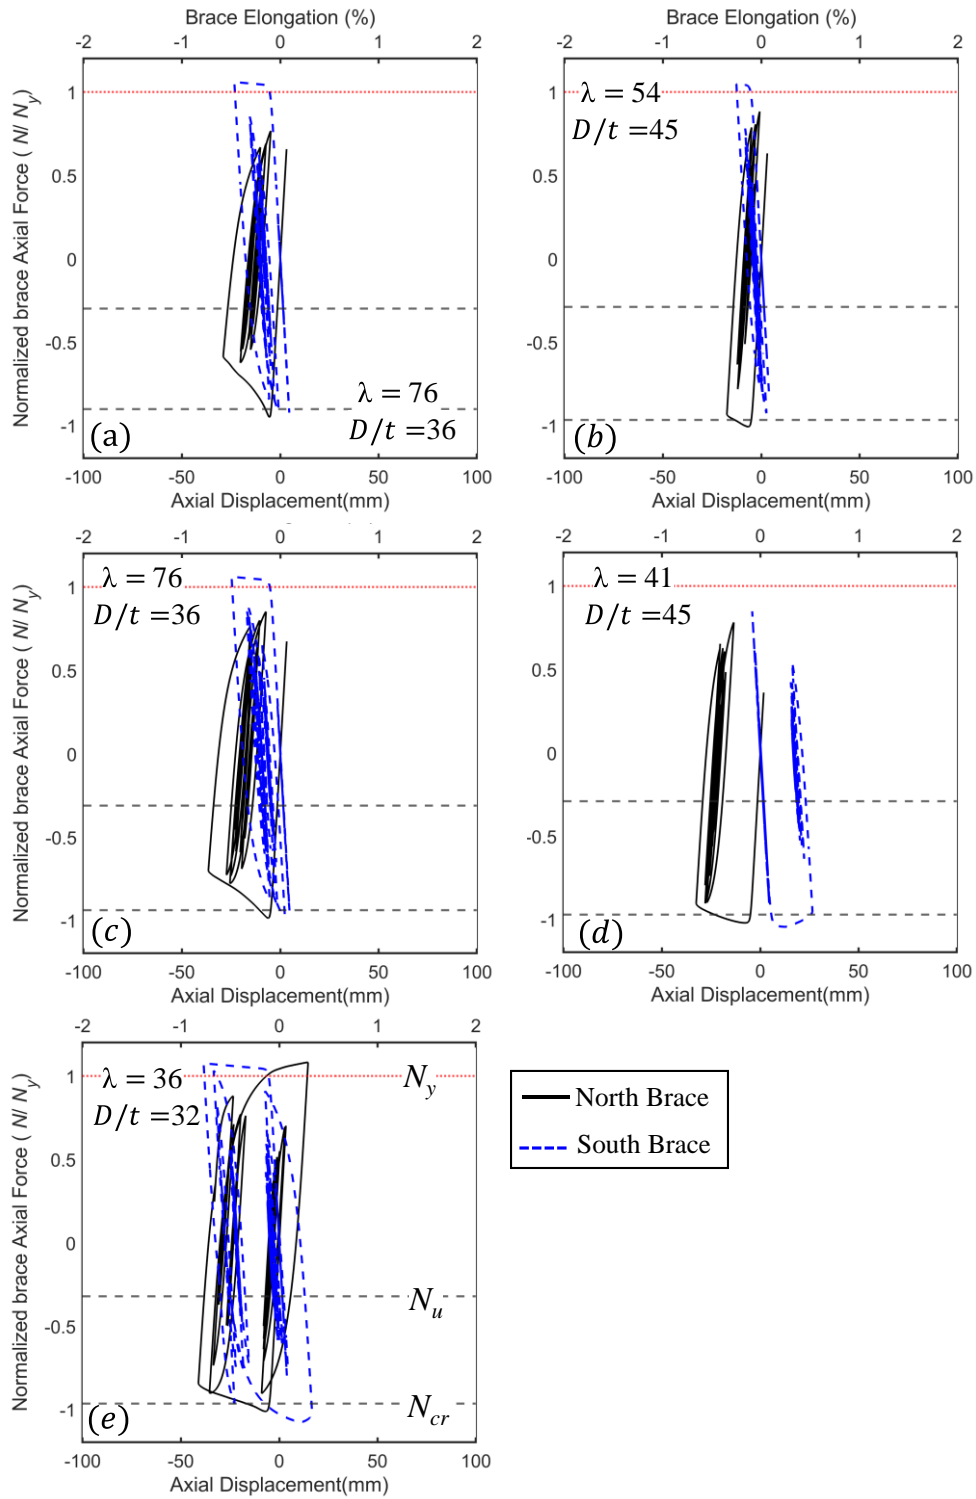 Brace Elongation (%)
Brace Elongation (%)
-2 -1 0 1 2
-2 -1 0 1 2
Normalized brace Axial Force ( N/ Ny)
1
0.5
0
-0.5
-1
λ = 76
D/t =36
(a)
-100 -50 0 50 100
Axial Displacement(mm)
1
0.5
0
-0.5
-1
λ = 54
D/t =45
(b)
-100 -50 0 50 100
Axial Displacement(mm)
-2 -1 0 1 2
-2 -1 0 1 2
Normalized brace Axial Force ( N/ Ny)
1
0.5
0
-0.5
-1
λ = 76
D/t =36
(c)
-100 -50 0 50 100
Axial Displacement(mm)
1
0.5
0
-0.5
-1
λ = 41
D/t =45
(d)
-100 -50 0 50 100
Axial Displacement(mm)
-2 -1 0 1 2
Normalized brace Axial Force ( N/ Ny)
1
0.5
0
-0.5
-1
λ = 36
D/t =32
Ny
Nu
Ncr
(e)
-100 -50 0 50 100
Axial Displacement(mm)
North Brace
South Brace